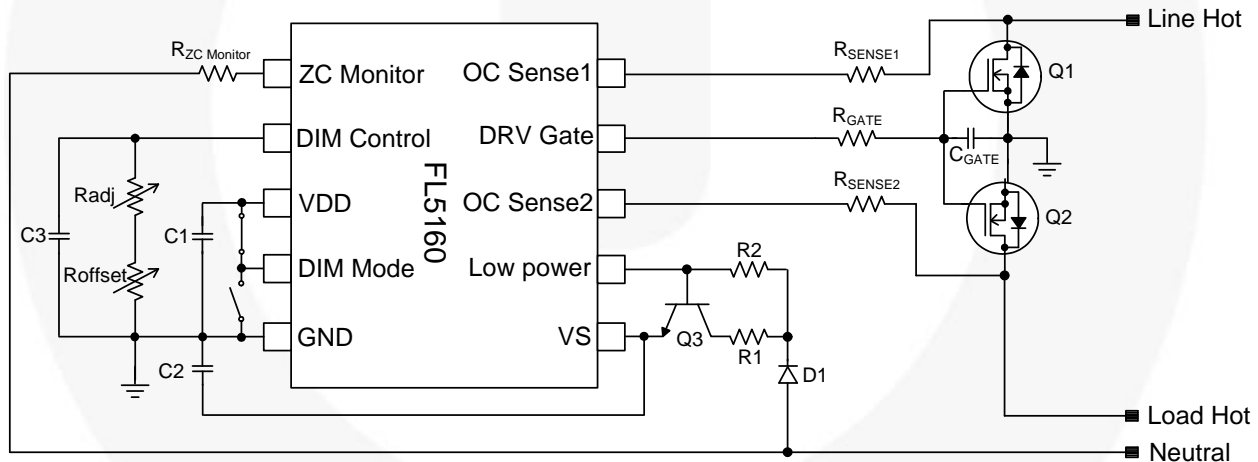 Line Hot
R_ZC Monitor
ZC Monitor
OC Sense1
R_SENSE1
Q1
DIM Control
DRV Gate
R_GATE
C_GATE
FL5160
Radj
VDD
OC Sense2
R_SENSE2
Q2
C3
C1
Roffset
DIM Mode
Low power
R2
GND
VS
Q3
R1
C2
D1
Load Hot
Neutral